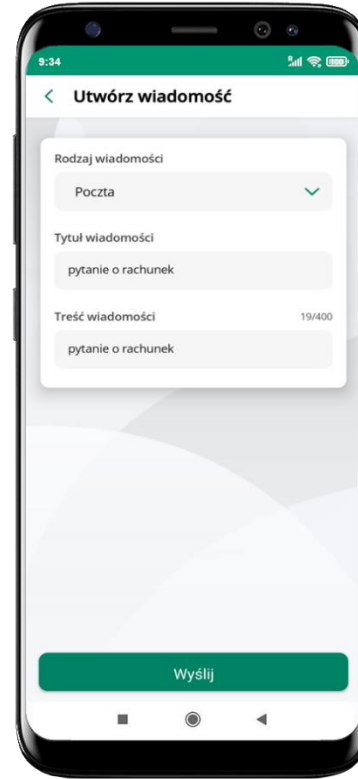 9:34
Utwórz wiadomość
Rodzaj wiadomości
Poczta
Tytuł wiadomości
pytanie o rachunek
Treść wiadomości 19/400
pytanie o rachunek
Wyślij